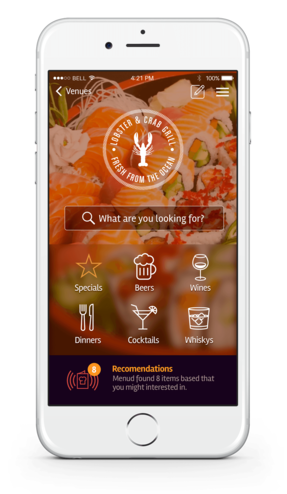 BELL 4:21 PM 100%
Venues
LOBSTER & CRAB GRILL
FRESH FROM THE OCEAN
What are you looking for?
Specials Beers Wines
Dinners Cocktails Whiskys
8
Recomendations
Menud found 8 items based that
you might interested in.